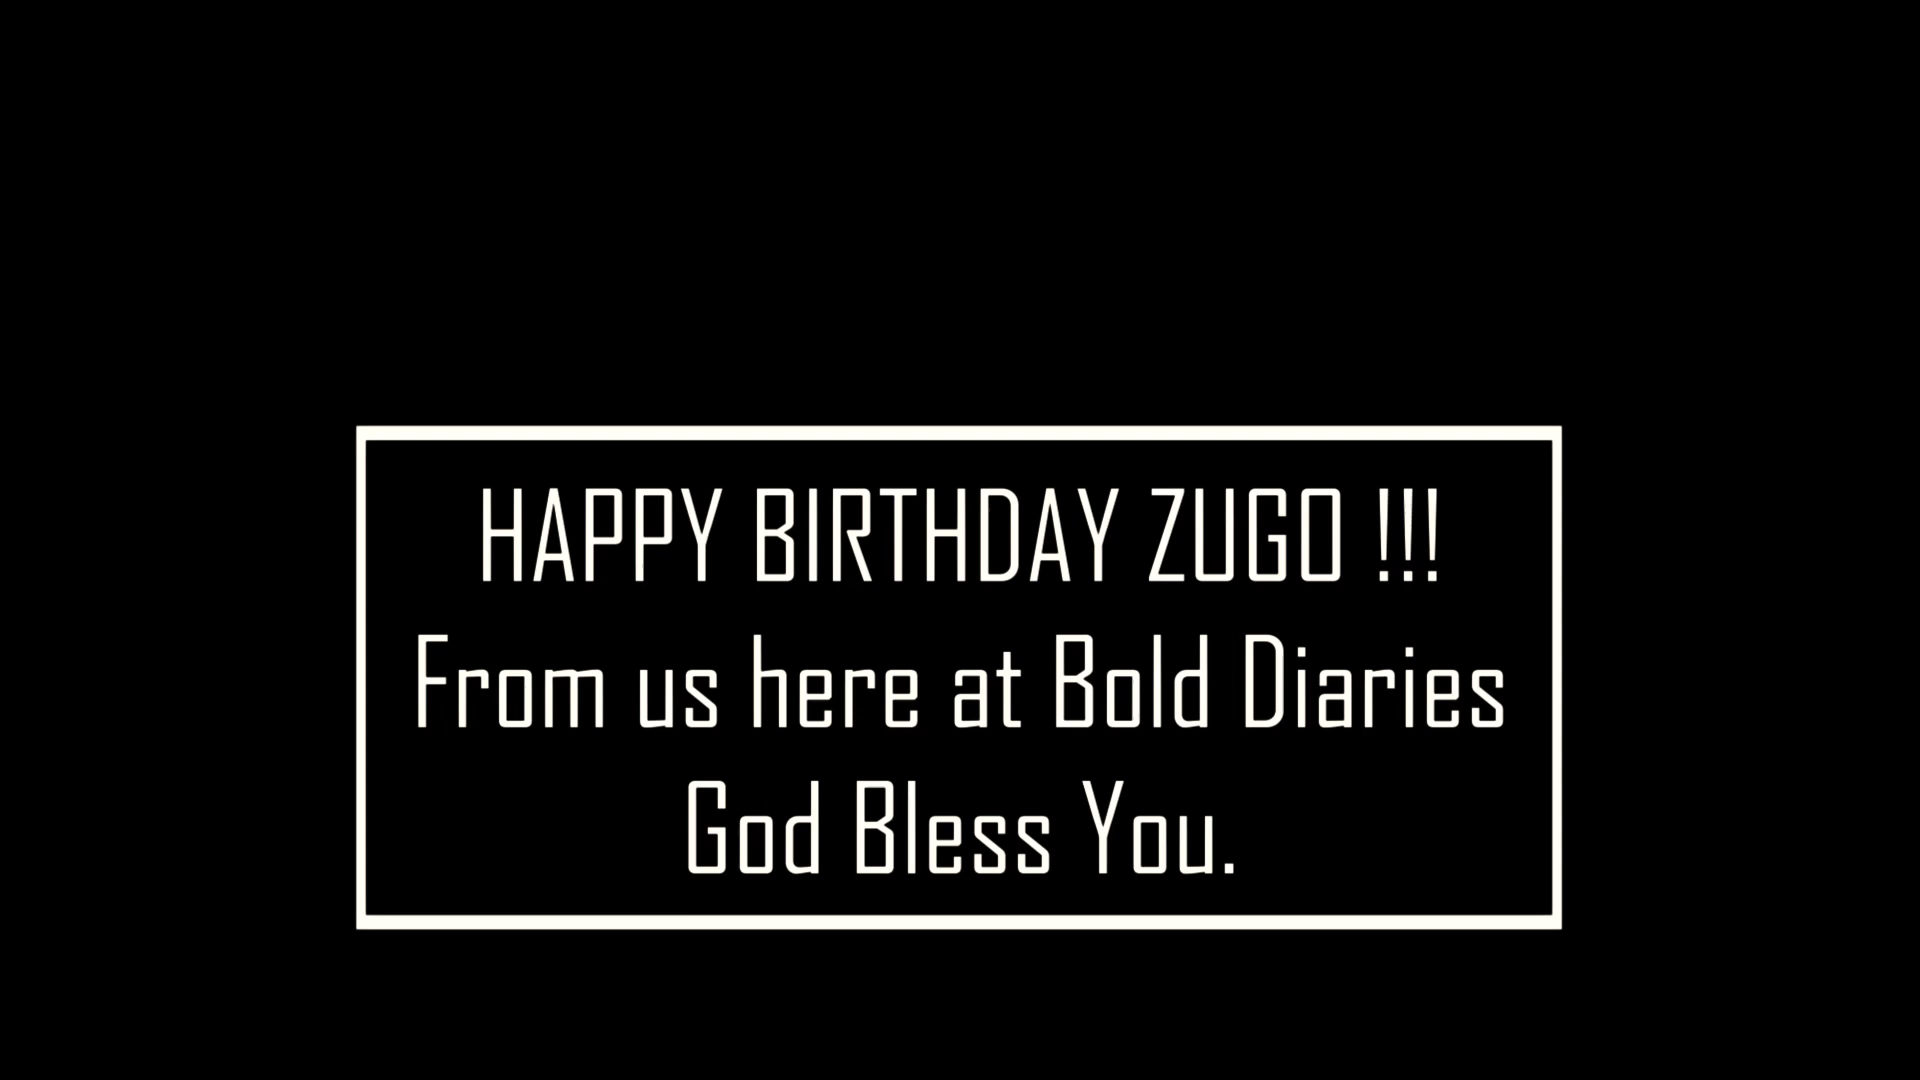 HAPPY BIRTHDAY ZUGO !!!
From us here at Bold Diaries
God Bless You.